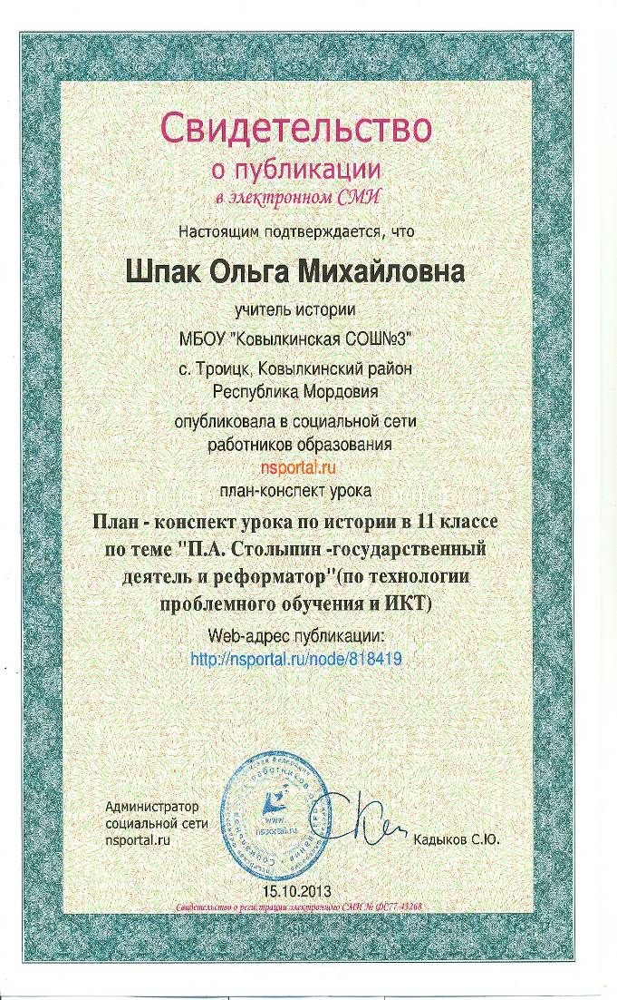 Свидетельство
о публикации
в электронном СМИ
Настоящим подтверждается, что
Шпак Ольга Михайловна
учитель истории
МБОУ "Ковылкинская СОШ№3"
с. Троицк, Ковылкинский район
Республика Мордовия
опубликовала в социальной сети
работников образования
nsportal.ru
план-конспект урока
План - конспект урока по истории в 11 классе
по теме "П.А. Столыпин -государственный
деятель и реформатор"(по технологии
проблемного обучения и ИКТ)
Web-адрес публикации:
http://nsportal.ru/node/818419
www
nsportal.ru
Администратор
социальной сети
nsportal.ru
Кадыков С.Ю.
15.10.2013
Свидетельство о регистрации электронного СМИ № ФС77-43268